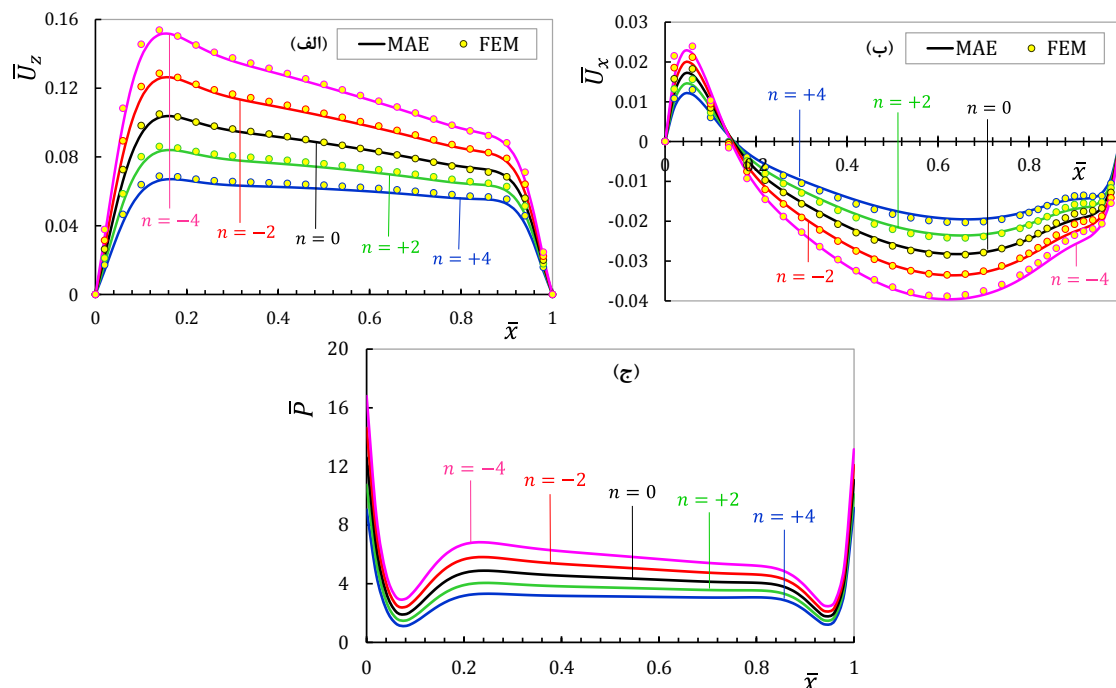 0.16
0.12
0.08
0.04
0
Ū_z
(الف)
MAE
FEM
n = −4
n = −2
n = 0
n = +2
n = +4
0
0.2
0.4
0.6
0.8
1
x̄
0.03
0.02
0.01
0
-0.01
-0.02
-0.03
-0.04
Ū_x
(ب)
MAE
FEM
n = +4
n = +2
n = 0
0
0.2
0.4
0.6
0.8
x̄
n = −2
n = −4
20
16
12
8
4
0
P̄
(ج)
n = −4
n = −2
n = 0
n = +2
n = +4
0
0.2
0.4
0.6
0.8
1
x̄